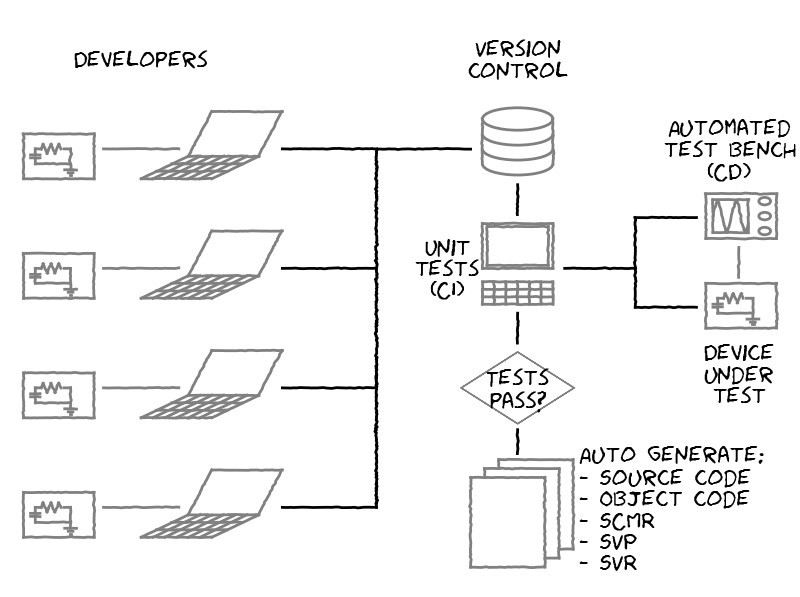 DEVELOPERS
VERSION
CONTROL
AUTOMATED
TEST BENCH
(CD)
UNIT
TESTS
(CI)
DEVICE
UNDER
TEST
TESTS
PASS?
AUTO GENERATE:
- SOURCE CODE
- OBJECT CODE
- SCMR
- SVP
- SVR